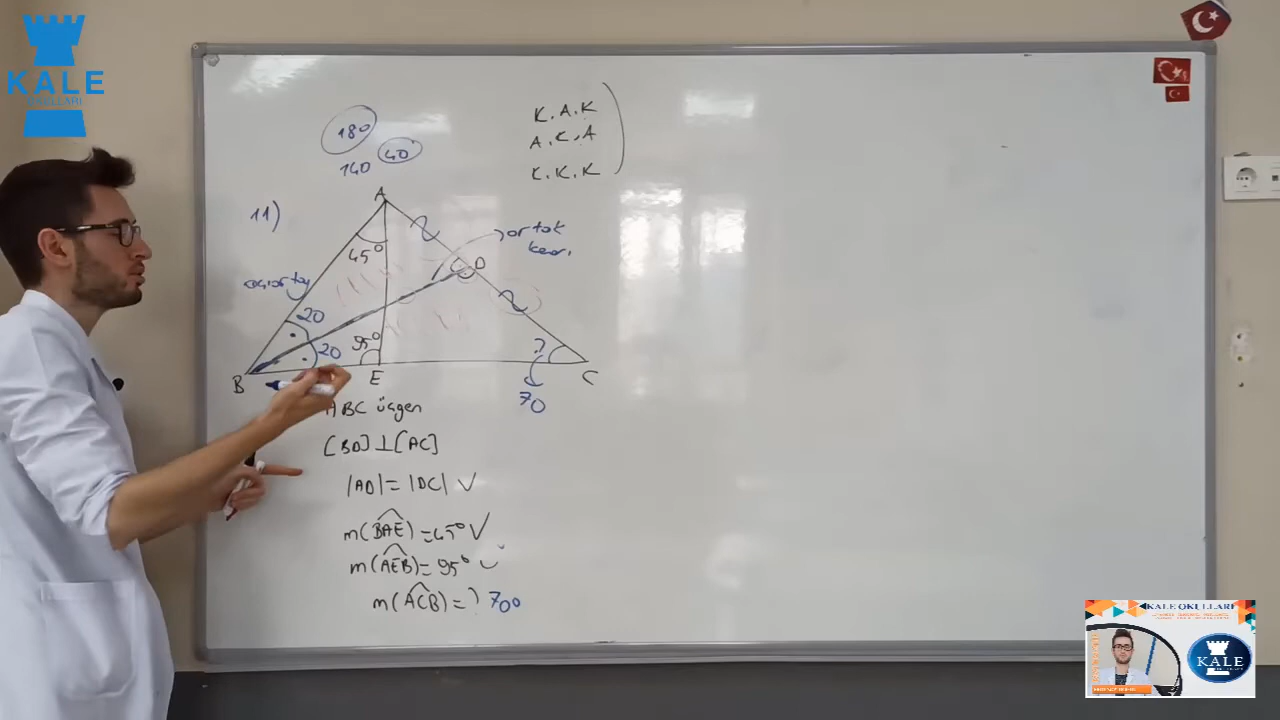 KALE
OKULLARI
180
140 40
K.A.K
A.K.A
K.K.K
11)
A
45°
ortak
D
açıortay
20
20
95°
?
B
E
C
70
ABC üçgen
[BD]⊥[AC]
|AD|=|DC| ✓
m(BAE)=45° ✓
m(AEB)=95°
m(ACB)=? 70°
KALE OKULLARI
KALE